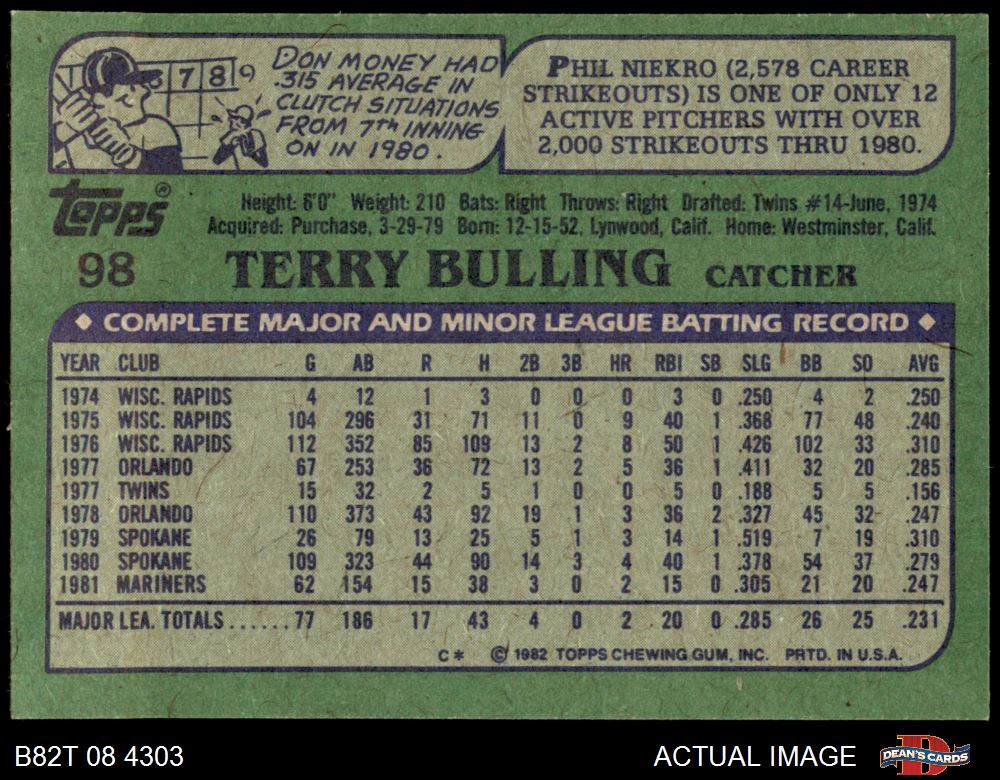 6 7 8 9
DON MONEY HAD
.315 AVERAGE IN
CLUTCH SITUATIONS
FROM 7th INNING
ON IN 1980.
PHIL NIEKRO (2,578 CAREER
STRIKEOUTS) IS ONE OF ONLY 12
ACTIVE PITCHERS WITH OVER
2,000 STRIKEOUTS THRU 1980.
Topps®
Height: 6'0" Weight: 210 Bats: Right Throws: Right Drafted: Twins #14-June, 1974
Acquired: Purchase, 3-29-79 Born: 12-15-52, Lynwood, Calif. Home: Westminster, Calif.
98 TERRY BULLING CATCHER
◆ COMPLETE MAJOR AND MINOR LEAGUE BATTING RECORD ◆
YEAR CLUB G AB R H 2B 3B HR RBI SB SLG BB SO AVG
1974 WISC. RAPIDS 4 12 1 3 0 0 0 3 0 .250 4 2 .250
1975 WISC. RAPIDS 104 296 31 71 11 0 9 40 1 .368 77 48 .240
1976 WISC. RAPIDS 112 352 85 109 13 2 8 50 1 .426 102 33 .310
1977 ORLANDO 67 253 36 72 13 2 5 36 1 .411 32 20 .285
1977 TWINS 15 32 2 5 1 0 0 5 0 .188 5 5 .156
1978 ORLANDO 110 373 43 92 19 1 3 36 2 .327 45 32 .247
1979 SPOKANE 26 79 13 25 5 1 3 14 1 .519 7 19 .310
1980 SPOKANE 109 323 44 90 14 3 4 40 1 .378 54 37 .279
1981 MARINERS 62 154 15 38 3 0 2 15 0 .305 21 20 .247
MAJOR LEA. TOTALS......77 186 17 43 4 0 2 20 0 .285 26 25 .231
C* © 1982 TOPPS CHEWING GUM, INC. PRTD. IN U.S.A.
B82T 08 4303 ACTUAL IMAGE
DEAN'S CARDS